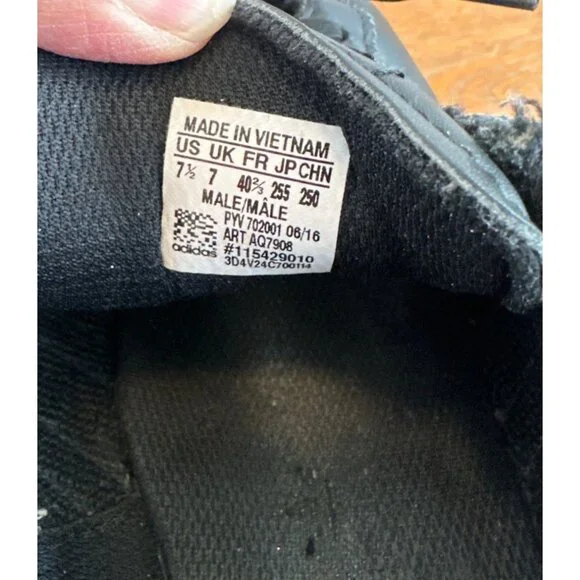 MADE IN VIETNAM
US UK FR JP CHN
7½ 7 40⅔ 255 250
MALE/MÂLE
PYV 702001 06/16
ART AQ7908
#115429010
3D4V24C700114
adidas